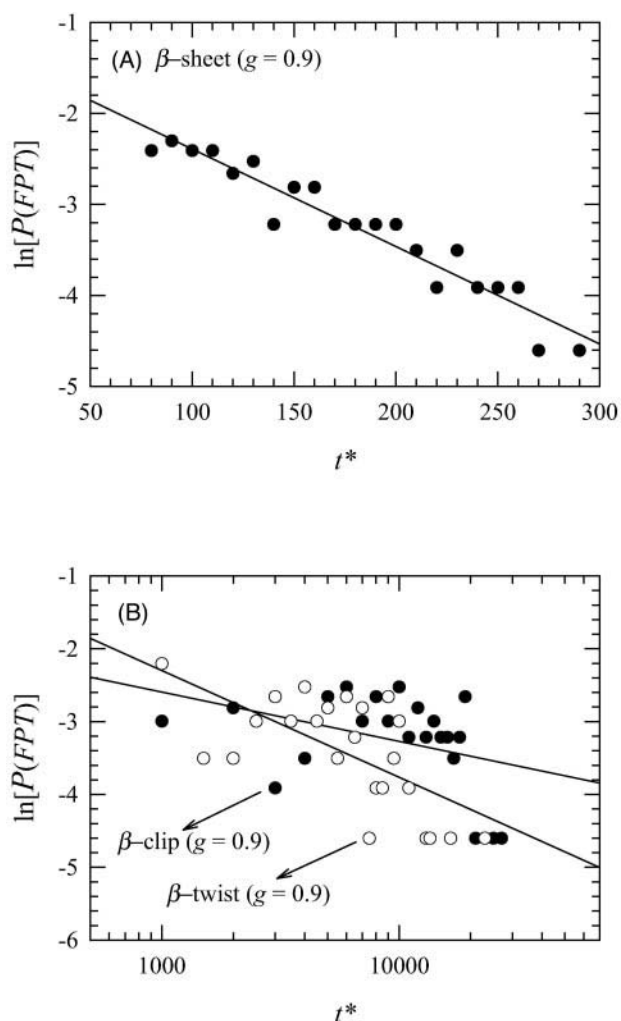 -1
(A) β–sheet (g = 0.9)
-2
-3
-4
-5
ln[P(FPT)]
50 100 150 200 250 300
t*
-1
(B)
-2
-3
-4
-5
-6
ln[P(FPT)]
β–clip (g = 0.9)
β–twist (g = 0.9)
1000 10000
t*